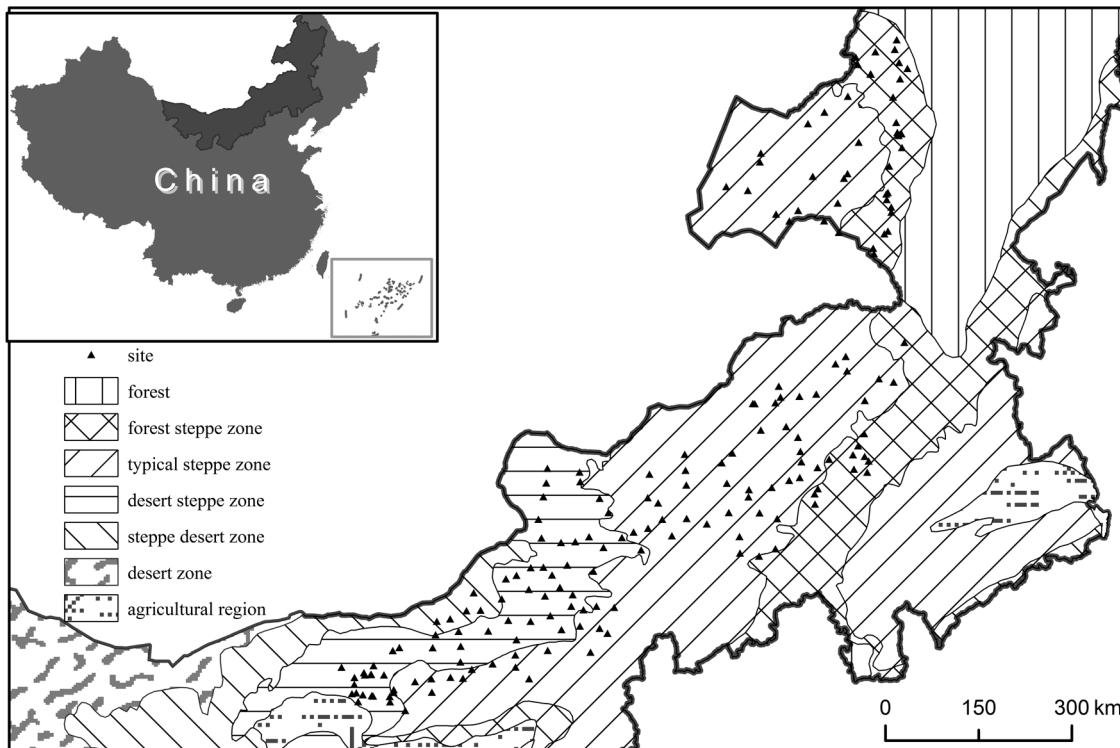 China
site
forest
forest steppe zone
typical steppe zone
desert steppe zone
steppe desert zone
desert zone
agricultural region
0 150 300 km